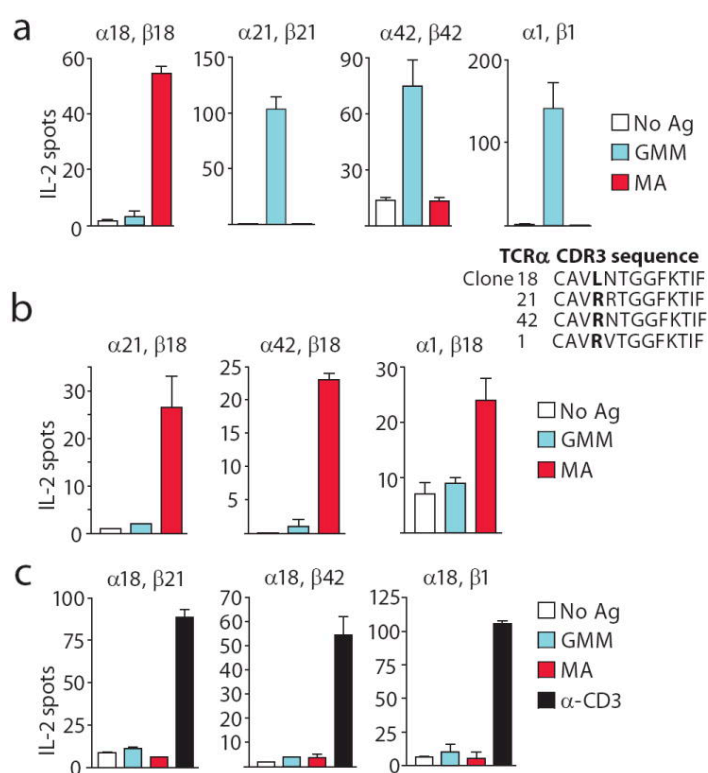 a
α18, β18 α21, β21 α42, β42 α1, β1
IL-2 spots
60
40
20
0
150
100
50
90
60
30
200
100
No Ag
GMM
MA
TCRα CDR3 sequence
Clone 18 CAVLNTGGFKTIF
21 CAVRRTGGFKTIF
42 CAVRNTGGFKTIF
1 CAVRVTGGFKTIF
b
α21, β18 α42, β18 α1, β18
IL-2 spots
30
20
10
0
25
20
15
10
5
30
20
10
No Ag
GMM
MA
c
α18, β21 α18, β42 α18, β1
IL-2 spots
100
75
50
25
0
70
60
50
40
30
20
10
125
100
75
50
25
0
No Ag
GMM
MA
α-CD3